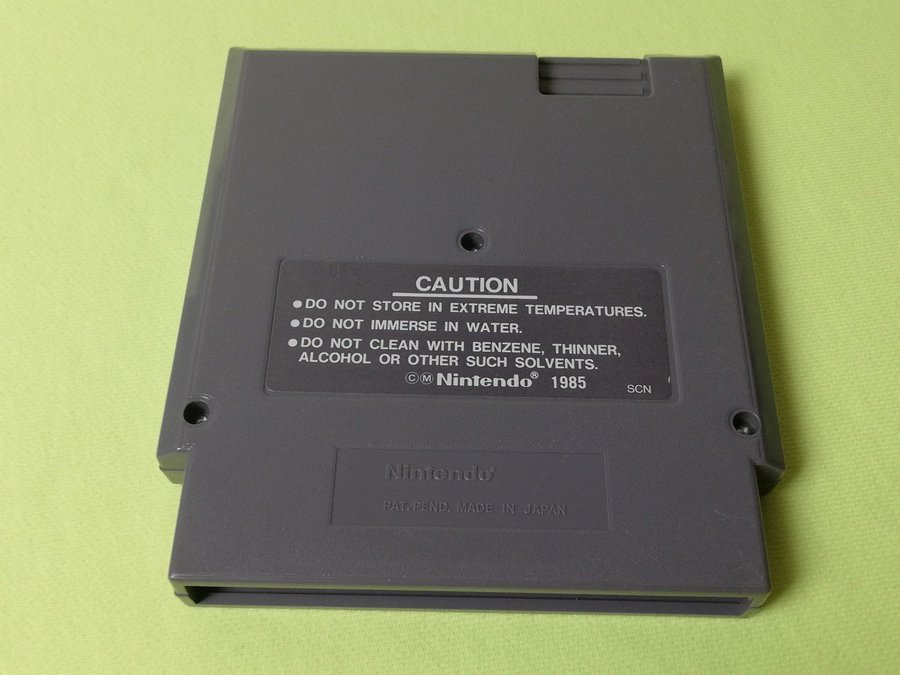 CAUTION
●DO NOT STORE IN EXTREME TEMPERATURES.
●DO NOT IMMERSE IN WATER.
●DO NOT CLEAN WITH BENZENE, THINNER,
ALCOHOL OR OTHER SUCH SOLVENTS.
ⒸⓂNintendo® 1985 SCN
Nintendo®
PAT. PEND. MADE IN JAPAN